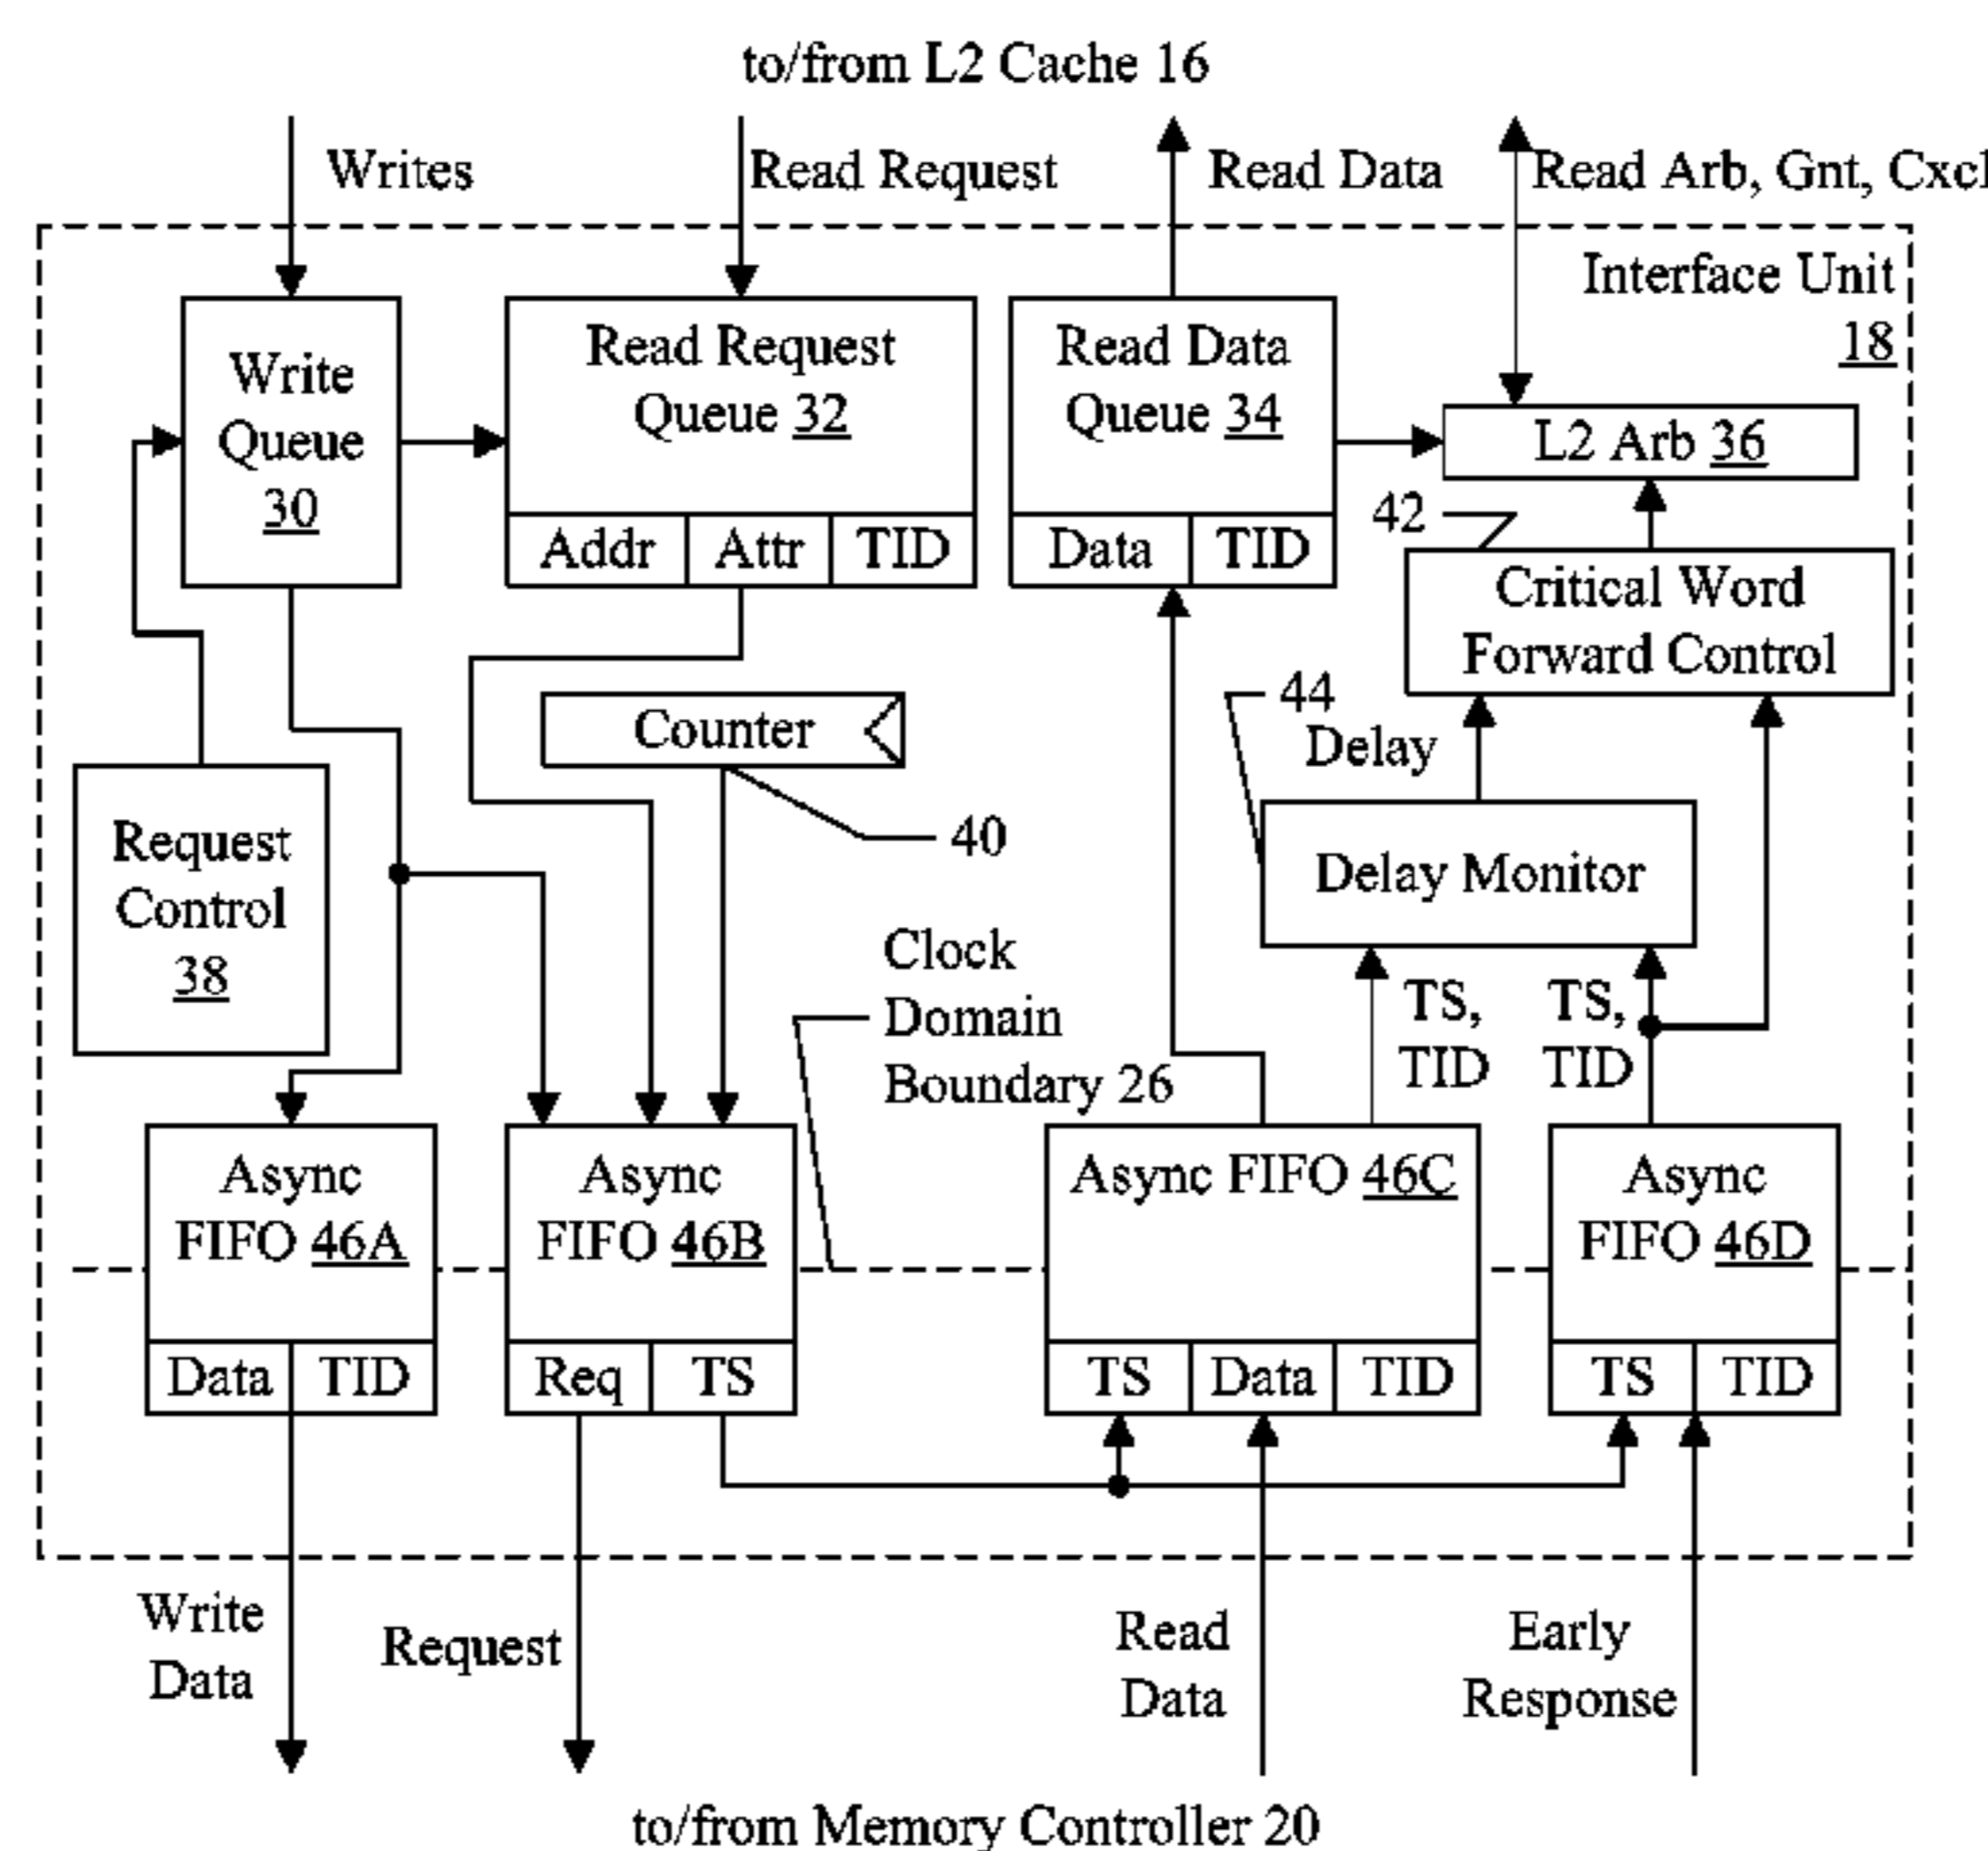 to/from L2 Cache 16
Writes
Read Request
Read Data
Read Arb, Gnt, Cxcl
Interface Unit
18
Write
Queue
30
Read Request
Queue 32
Addr
Attr
TID
Read Data
Queue 34
Data
TID
L2 Arb 36
42
Critical Word
Forward Control
Counter
40
44
Delay
Delay Monitor
Request
Control
38
Clock
Domain
Boundary 26
TS,
TID
TS,
TID
Async
FIFO 46A
Data
TID
Async
FIFO 46B
Req
TS
Async FIFO 46C
TS
Data
TID
Async
FIFO 46D
TS
TID
Write
Data
Request
Read
Data
Early
Response
to/from Memory Controller 20